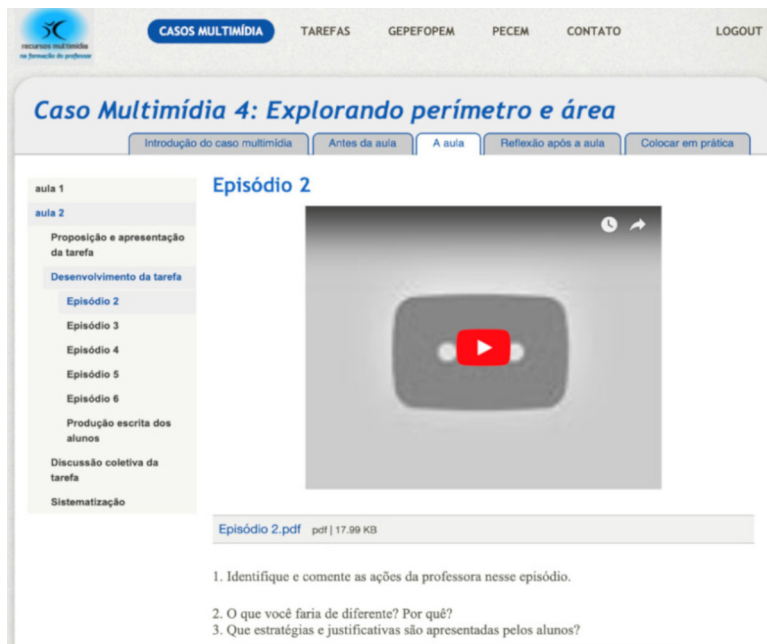 recursos multimídia
na formação do professor
CASOS MULTIMÍDIA
TAREFAS
GEPEFOPEM
PECEM
CONTATO
LOGOUT
Caso Multimídia 4: Explorando perímetro e área
Introdução do caso multimídia
Antes da aula
A aula
Reflexão após a aula
Colocar em prática
aula 1
aula 2
Proposição e apresentação
da tarefa
Desenvolvimento da tarefa
Episódio 2
Episódio 3
Episódio 4
Episódio 5
Episódio 6
Produção escrita dos
alunos
Discussão coletiva da
tarefa
Sistematização
Episódio 2
Episódio 2.pdf pdf | 17.99 KB
1. Identifique e comente as ações da professora nesse episódio.
2. O que você faria de diferente? Por quê?
3. Que estratégias e justificativas são apresentadas pelos alunos?